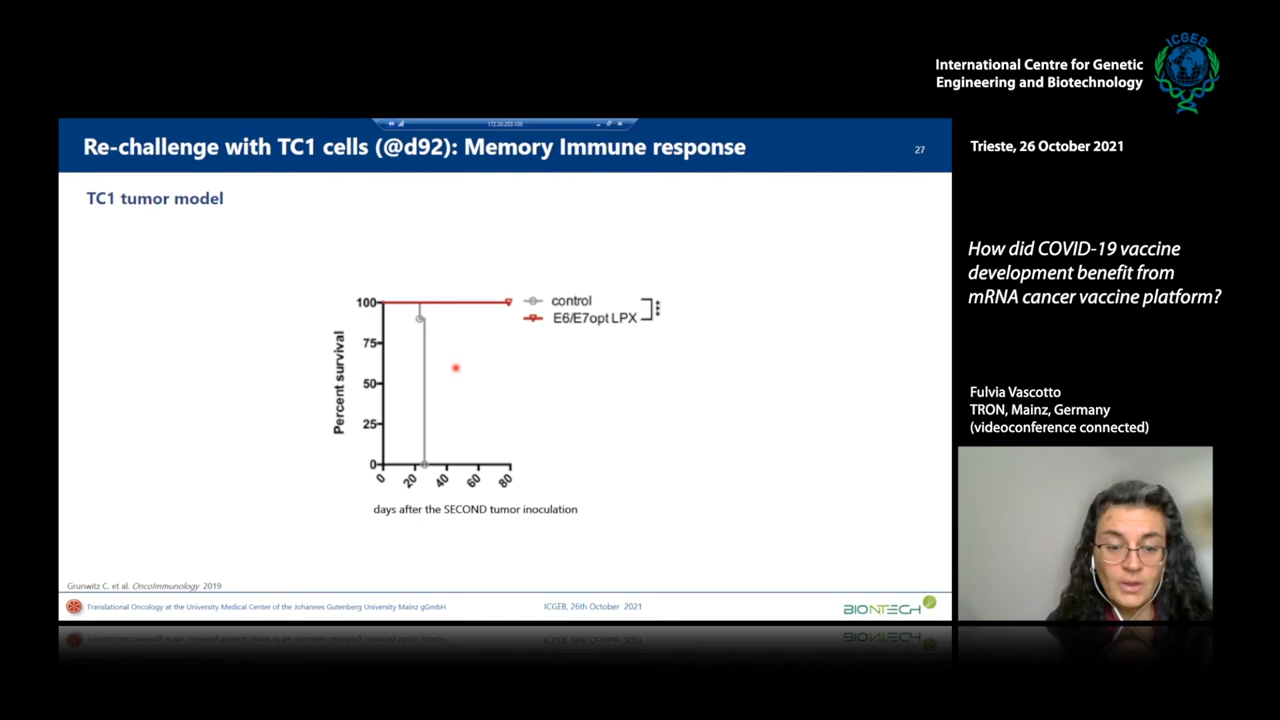 ICGEB
International Centre for Genetic
Engineering and Biotechnology
172.30.203.100
Re-challenge with TC1 cells (@d92): Memory Immune response
27
Trieste, 26 October 2021
TC1 tumor model
How did COVID-19 vaccine
development benefit from
mRNA cancer vaccine platform?
100
75
50
25
0
Percent survival
control
E6/E7opt LPX
***
0
20
40
60
80
days after the SECOND tumor inoculation
Fulvia Vascotto
TRON, Mainz, Germany
(videoconference connected)
Grunwitz C. et al. OncoImmunology 2019
Translational Oncology at the University Medical Center of the Johannes Gutenberg University Mainz gGmbH
ICGEB, 26th October 2021
BIONTECH